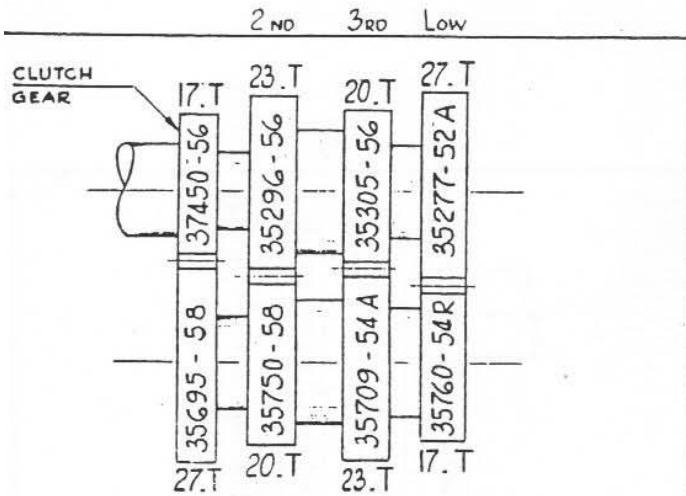 2ND 3RD LOW
CLUTCH
GEAR
17.T 23.T 20.T 27.T
37450-56 35296-56 35305-56 35277-52A
35695-58 35750-58 35709-54A 35760-54R
27.T 20.T 23.T 17.T